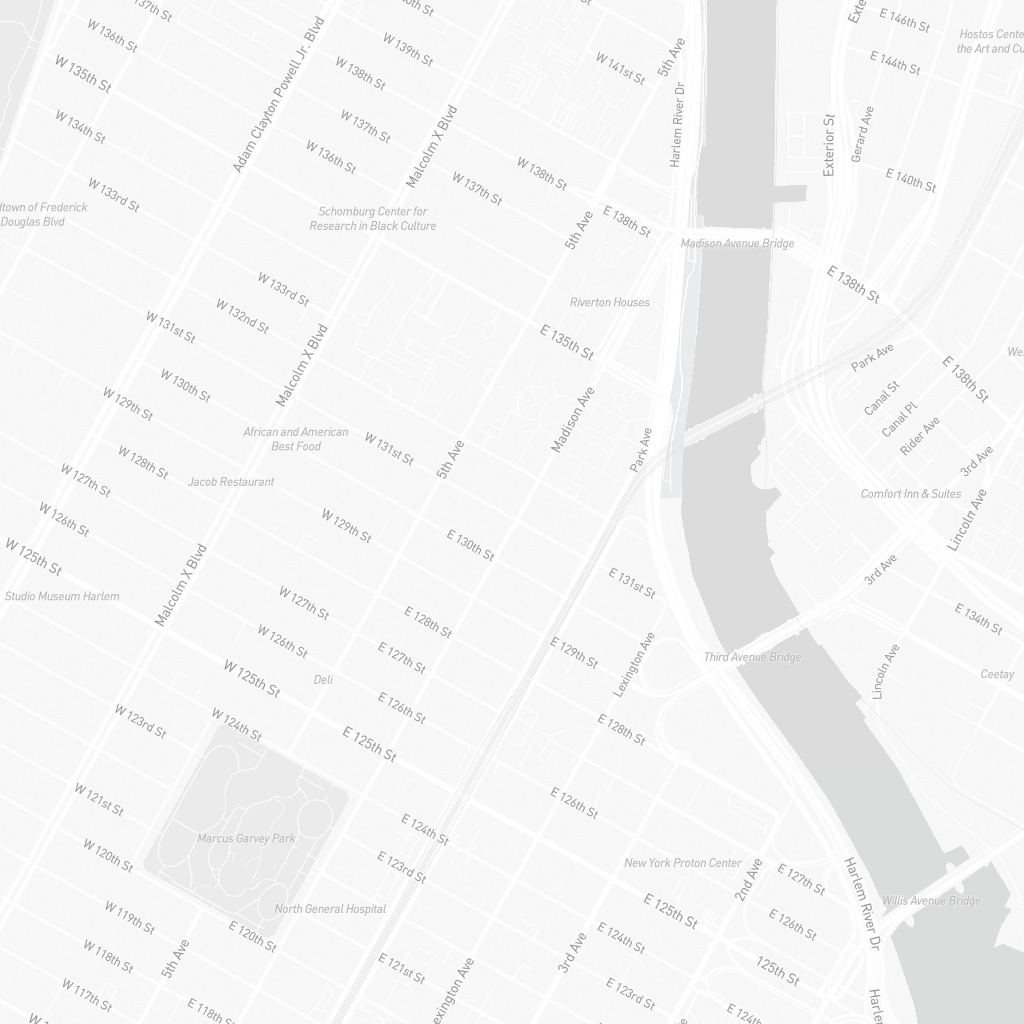 W 136th St
W 139th St
W 141st St
5th Ave
E 146th St
E 144th St
Hostos Cente
the Art and Cu
W 135th St
W 138th St
Adam Clayton Powell Jr. Blvd
Malcolm X Blvd
Harlem River Dr
Exterior St
Gerard Ave
W 134th St
W 137th St
W 136th St
W 138th St
W 137th St
E 140th St
W 133rd St
town of Frederick
Douglas Blvd
Schomburg Center for
Research in Black Culture
5th Ave
E 138th St
Madison Avenue Bridge
W 133rd St
E 138th St
W 132nd St
W 131st St
Riverton Houses
E 135th St
Malcolm X Blvd
Park Ave
E 138th St
W 130th St
W 129th St
Canal St
Canal Pl
Rider Ave
Madison Ave
African and American
Best Food
W 131st St
5th Ave
Park Ave
3rd Ave
W 128th St
W 127th St
Jacob Restaurant
Comfort Inn & Suites
Lincoln Ave
W 126th St
W 129th St
E 130th St
W 125th St
Malcolm X Blvd
E 131st St
3rd Ave
Studio Museum Harlem
W 127th St
E 128th St
E 134th St
W 126th St
E 127th St
E 129th St
Lexington Ave
Third Avenue Bridge
Lincoln Ave
Ceetay
W 125th St
Deli
E 126th St
W 123rd St
W 124th St
E 125th St
E 128th St
W 121st St
E 126th St
Marcus Garvey Park
E 124th St
W 120th St
E 123rd St
New York Proton Center
2nd Ave
E 127th St
Harlem River Dr
Willis Avenue Bridge
W 119th St
North General Hospital
E 120th St
E 125th St
E 126th St
5th Ave
W 118th St
E 124th St
3rd Ave
E 121st St
125th St
W 117th St
E 118th St
E 123rd St